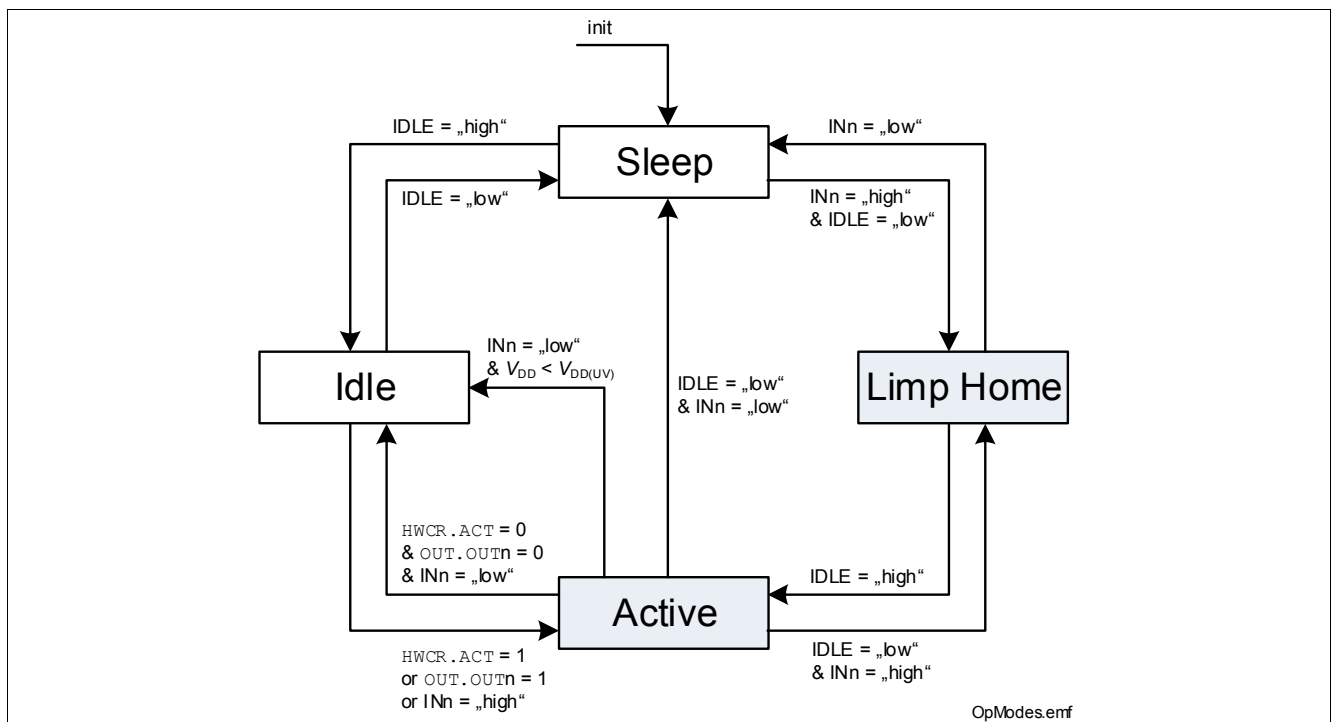 init
IDLE = „high“
INn = „low“
Sleep
IDLE = „low“
INn = „high“
& IDLE = „low“
INn = „low“
& VDD < VDD(UV)
Idle
IDLE = „low“
& INn = „low“
Limp Home
HWCR.ACT = 0
& OUT.OUTn = 0
& INn = „low“
IDLE = „high“
Active
HWCR.ACT = 1
or OUT.OUTn = 1
or INn = „high“
IDLE = „low“
& INn = „high“
OpModes.emf